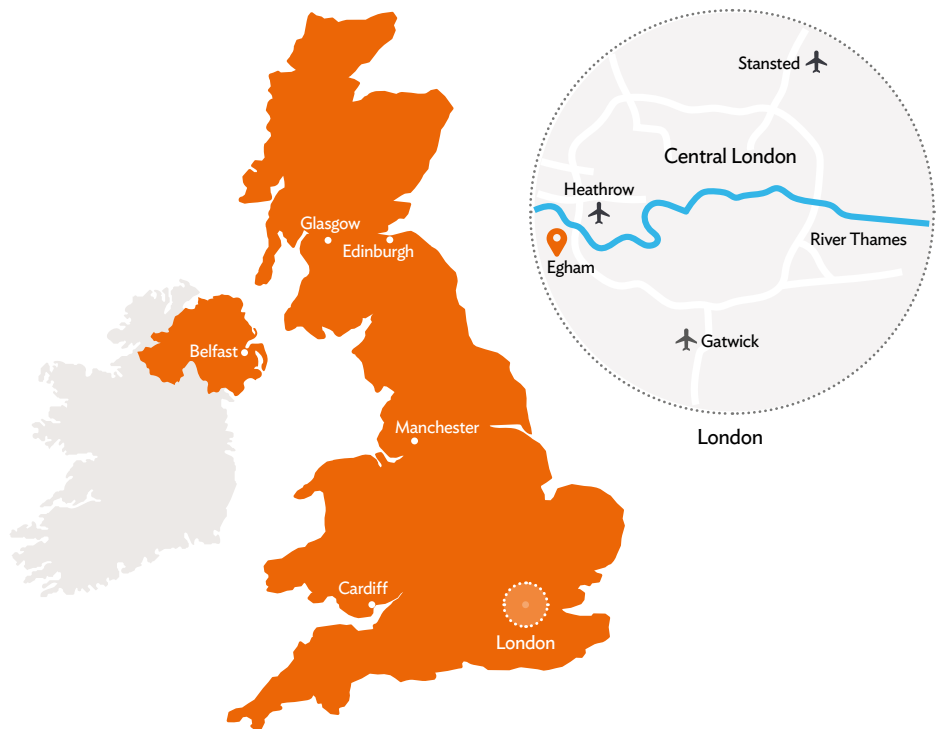 Glasgow
Edinburgh
Belfast
Manchester
Cardiff
London
Stansted
Central London
Heathrow
River Thames
Egham
Gatwick
London